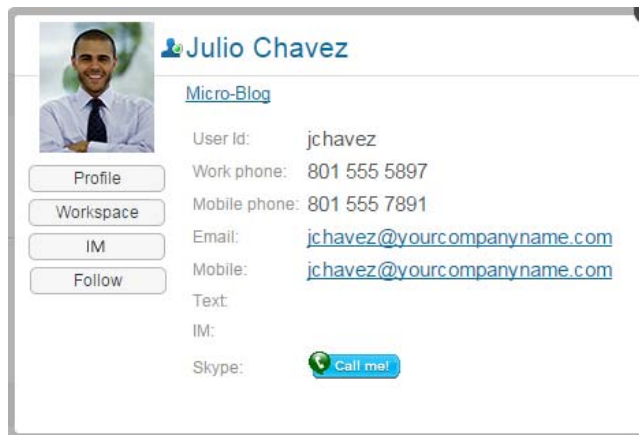 Julio Chavez
Micro-Blog
User Id: jchavez
Work phone: 801 555 5897
Mobile phone: 801 555 7891
Email: jchavez@yourcompanyname.com
Mobile: jchavez@yourcompanyname.com
Text:
IM:
Skype: Call me!
Profile
Workspace
IM
Follow